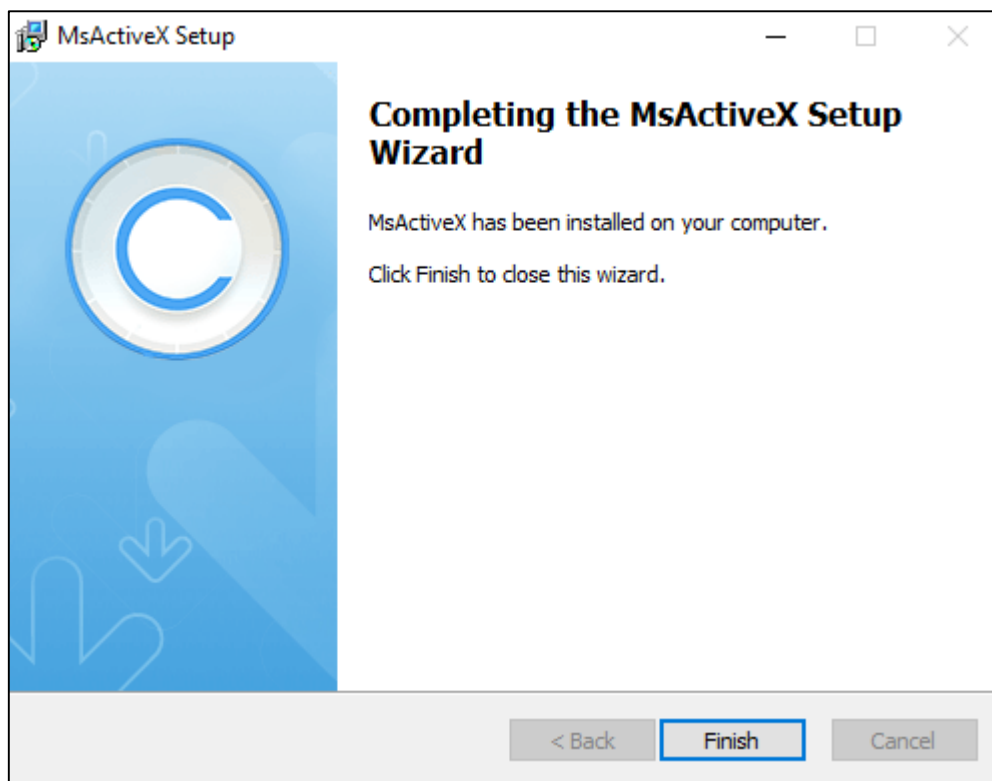 MsActiveX Setup
Completing the MsActiveX Setup
Wizard
MsActiveX has been installed on your computer.
Click Finish to close this wizard.
< Back
Finish
Cancel